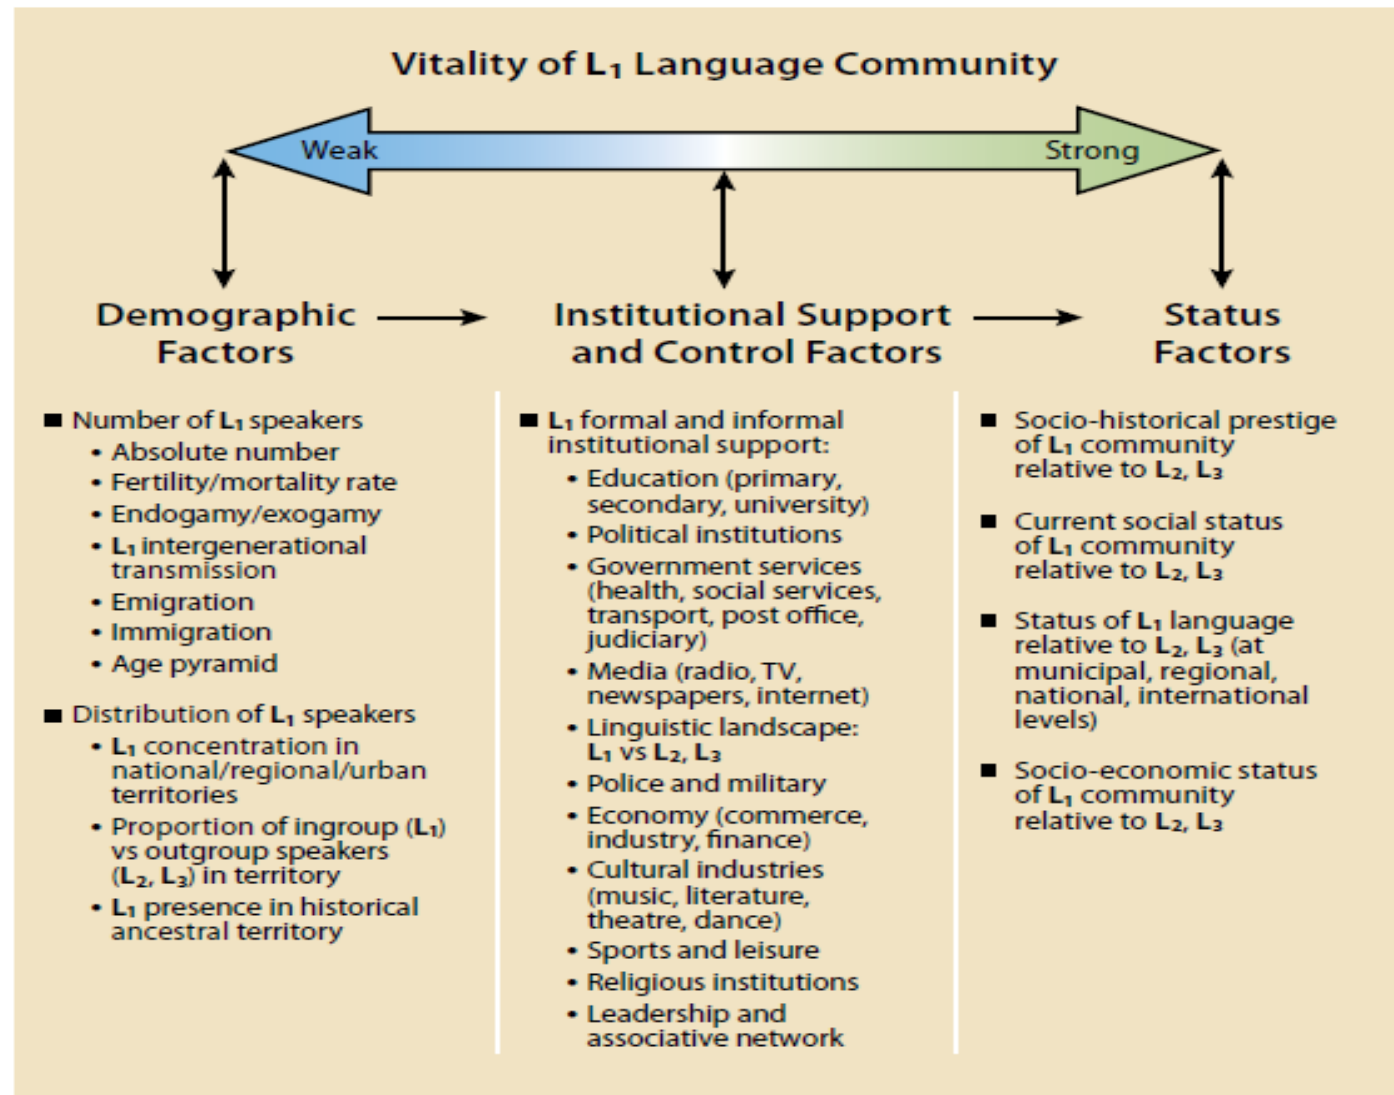 Vitality of L₁ Language Community
Weak
Strong
Demographic
Factors
■ Number of L₁ speakers
• Absolute number
• Fertility/mortality rate
• Endogamy/exogamy
• L₁ intergenerational
transmission
• Emigration
• Immigration
• Age pyramid
■ Distribution of L₁ speakers
• L₁ concentration in
national/regional/urban
territories
• Proportion of ingroup (L₁)
vs outgroup speakers
(L₂, L₃) in territory
• L₁ presence in historical
ancestral territory
Institutional Support
and Control Factors
■ L₁ formal and informal
institutional support:
• Education (primary,
secondary, university)
• Political institutions
• Government services
(health, social services,
transport, post office,
judiciary)
• Media (radio, TV,
newspapers, internet)
• Linguistic landscape:
L₁ vs L₂, L₃
• Police and military
• Economy (commerce,
industry, finance)
• Cultural industries
(music, literature,
theatre, dance)
• Sports and leisure
• Religious institutions
• Leadership and
associative network
Status
Factors
■ Socio-historical prestige
of L₁ community
relative to L₂, L₃
■ Current social status
of L₁ community
relative to L₂, L₃
■ Status of L₁ language
relative to L₂, L₃ (at
municipal, regional,
national, international
levels)
■ Socio-economic status
of L₁ community
relative to L₂, L₃